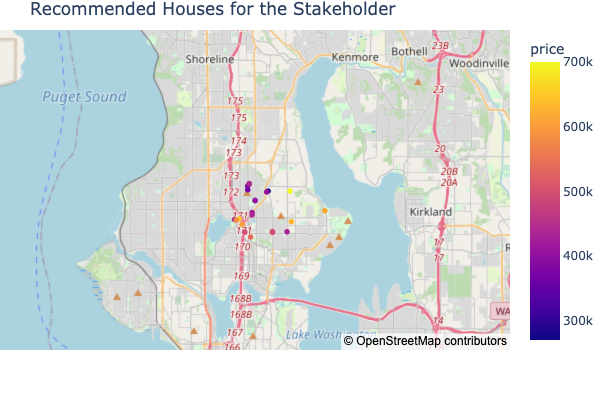 Recommended Houses for the Stakeholder
Shoreline
Kenmore
Bothell
23B
Woodinville
price
700k
Puget Sound
23
175
175
174
173
20
173
172
20B
20A
171
171
170
Kirkland
17
17
169
168B
168B
167
166
14
WA
Lake Washington
600k
500k
400k
300k
© OpenStreetMap contributors